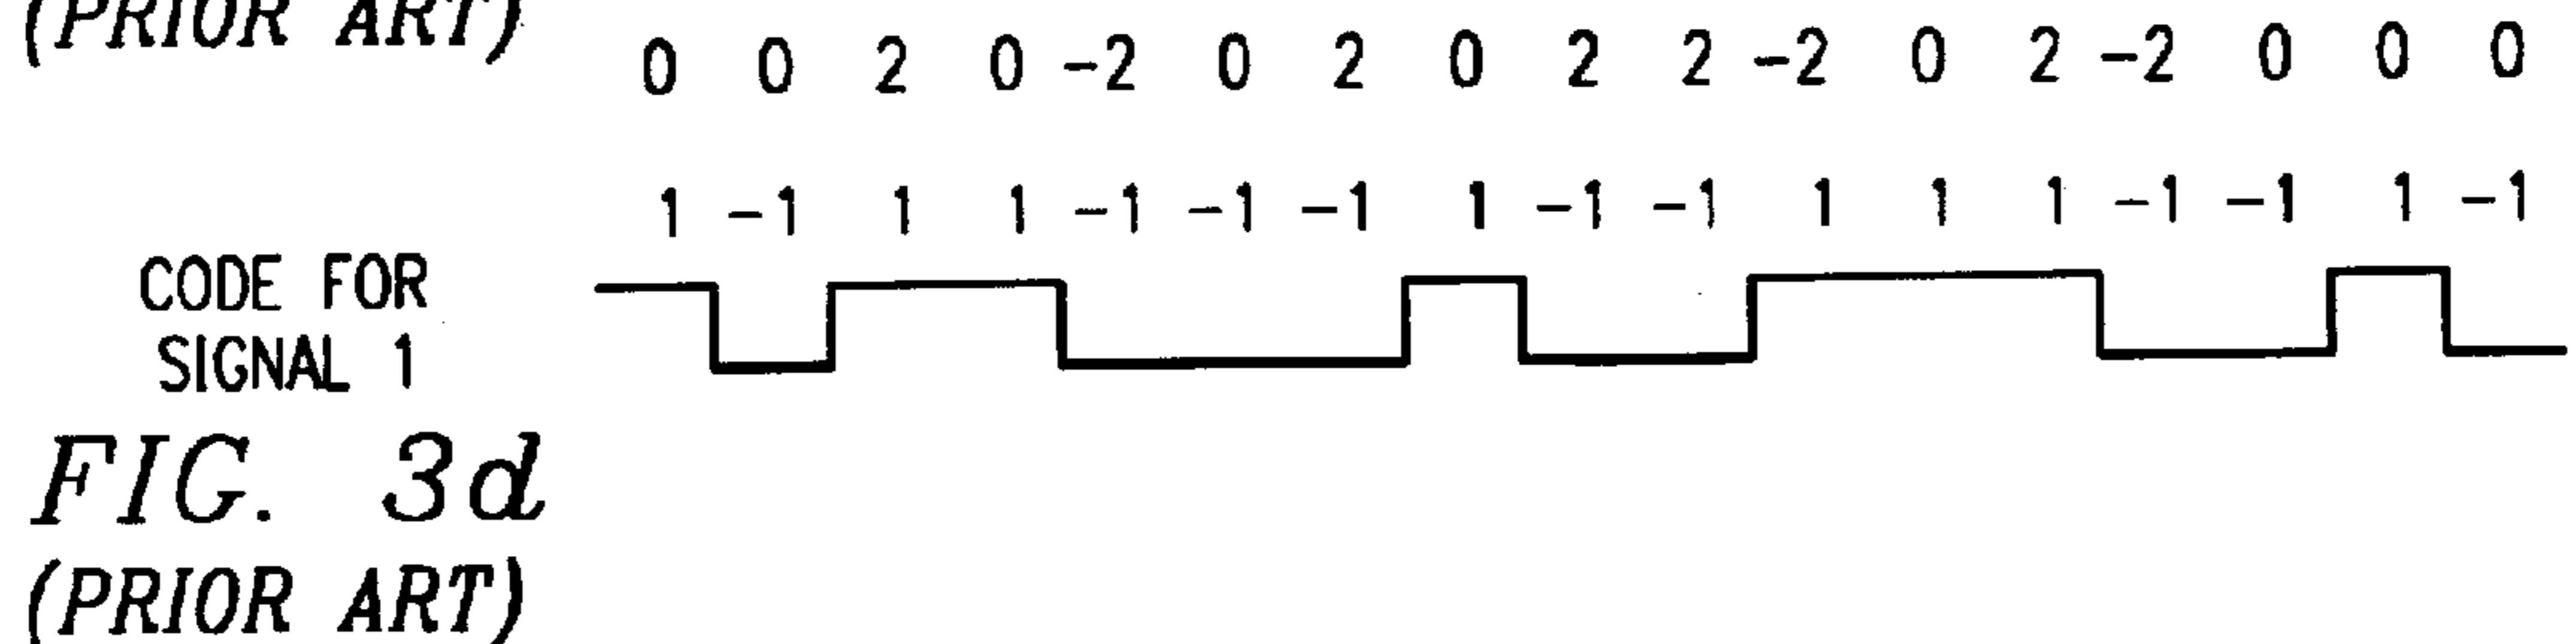 (PRIOR ART)
0 0 2 0 -2 0 2 0 2 2 -2 0 2 -2 0 0 0
1 -1 1 1 -1 -1 -1 1 -1 -1 1 1 1 -1 -1 1 -1
CODE FOR
SIGNAL 1
FIG. 3d
(PRIOR ART)